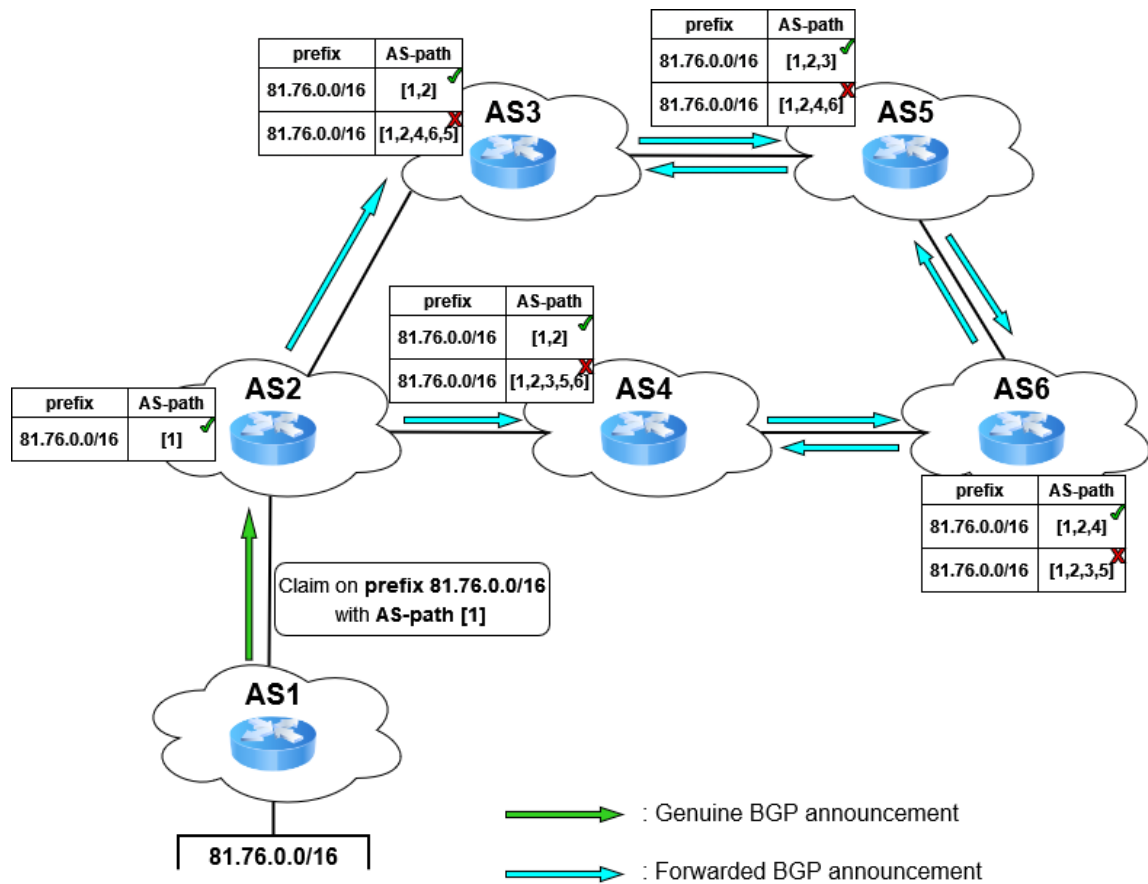 prefix AS-path
81.76.0.0/16 [1,2]
81.76.0.0/16 [1,2,4,6,5]
AS3
prefix AS-path
81.76.0.0/16 [1,2,3]
81.76.0.0/16 [1,2,4,6]
AS5
prefix AS-path
81.76.0.0/16 [1]
AS2
prefix AS-path
81.76.0.0/16 [1,2]
81.76.0.0/16 [1,2,3,5,6]
AS4
AS6
prefix AS-path
81.76.0.0/16 [1,2,4]
81.76.0.0/16 [1,2,3,5]
Claim on prefix 81.76.0.0/16
with AS-path [1]
AS1
81.76.0.0/16
: Genuine BGP announcement
: Forwarded BGP announcement